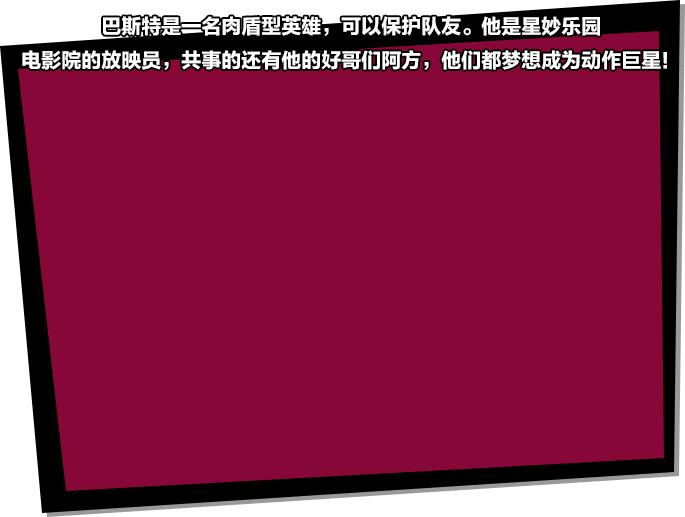 巴斯特是一名肉盾型英雄，可以保护队友。他是星妙乐园
电影院的放映员，共事的还有他的好哥们阿方，他们都梦想成为动作巨星！